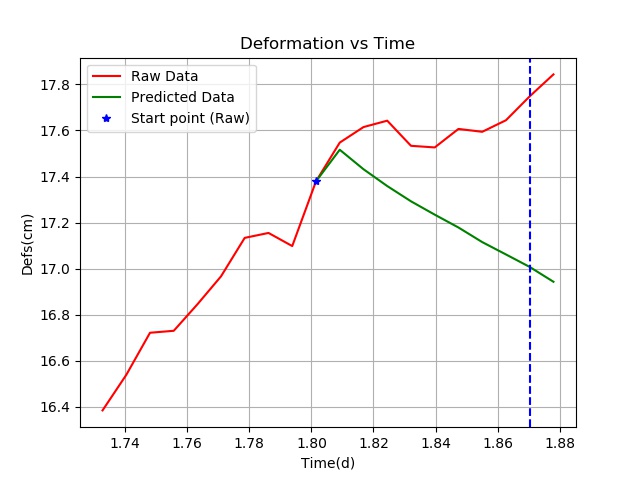 Deformation vs Time
Raw Data
Predicted Data
Start point (Raw)
Defs(cm)
17.8
17.6
17.4
17.2
17.0
16.8
16.6
16.4
1.74 1.76 1.78 1.80 1.82 1.84 1.86 1.88
Time(d)